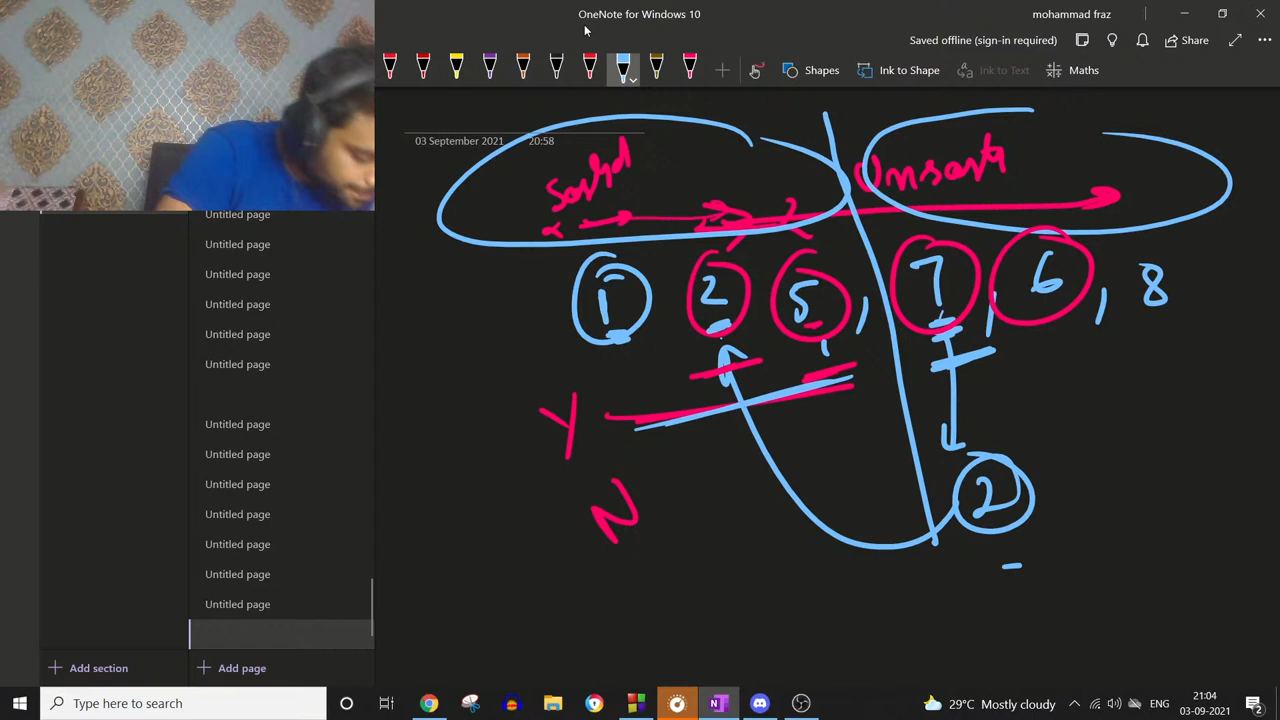 OneNote for Windows 10
mohammad fraz
Saved offline (sign-in required)
Share
Shapes
Ink to Shape
Ink to Text
Maths
03 September 2021 20:58
1 2 5, 7, 6, 8
Y
N
2
Untitled page
Untitled page
Untitled page
Untitled page
Untitled page
Untitled page
Untitled page
Untitled page
Untitled page
Untitled page
Untitled page
Untitled page
Untitled page
Add section
Add page
Type here to search
29°C Mostly cloudy
ENG
21:04
03-09-2021
2